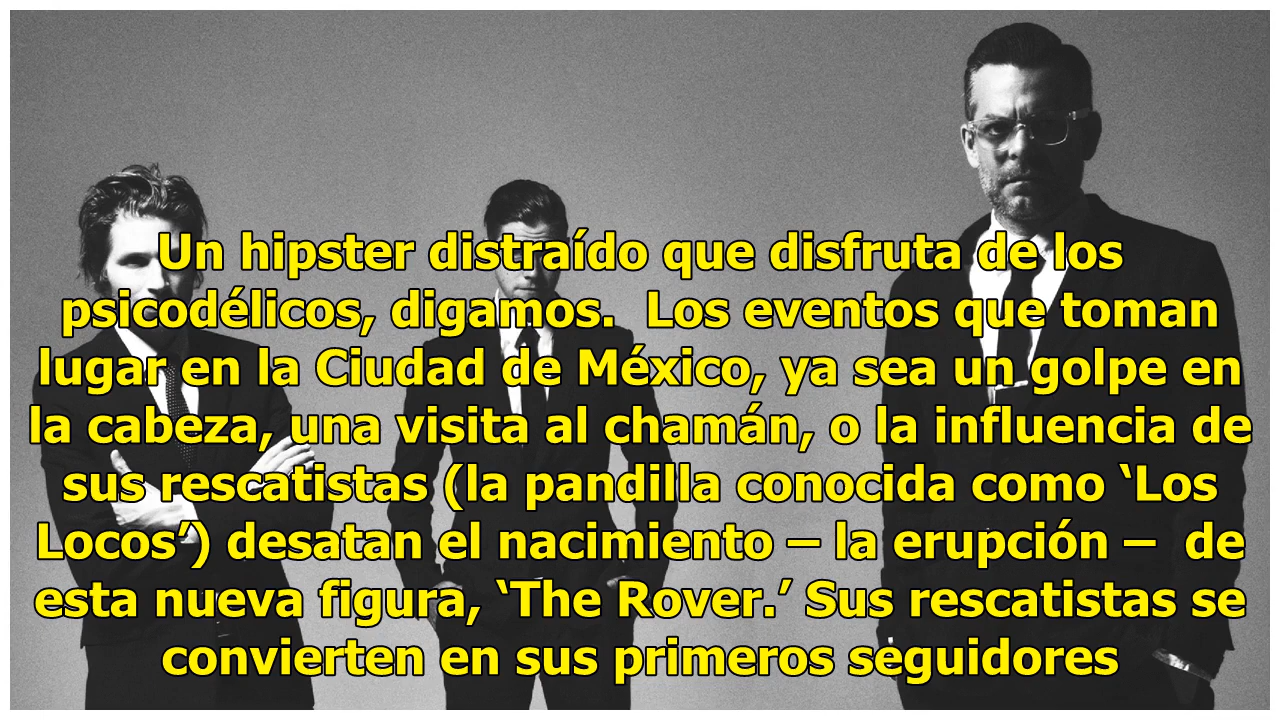 Un hipster distraído que disfruta de los
psicodélicos, digamos.  Los eventos que toman
lugar en la Ciudad de México, ya sea un golpe en
la cabeza, una visita al chamán, o la influencia de
sus rescatistas (la pandilla conocida como ‘Los
Locos’) desatan el nacimiento – la erupción –  de
esta nueva figura, ‘The Rover.’ Sus rescatistas se
convierten en sus primeros seguidores